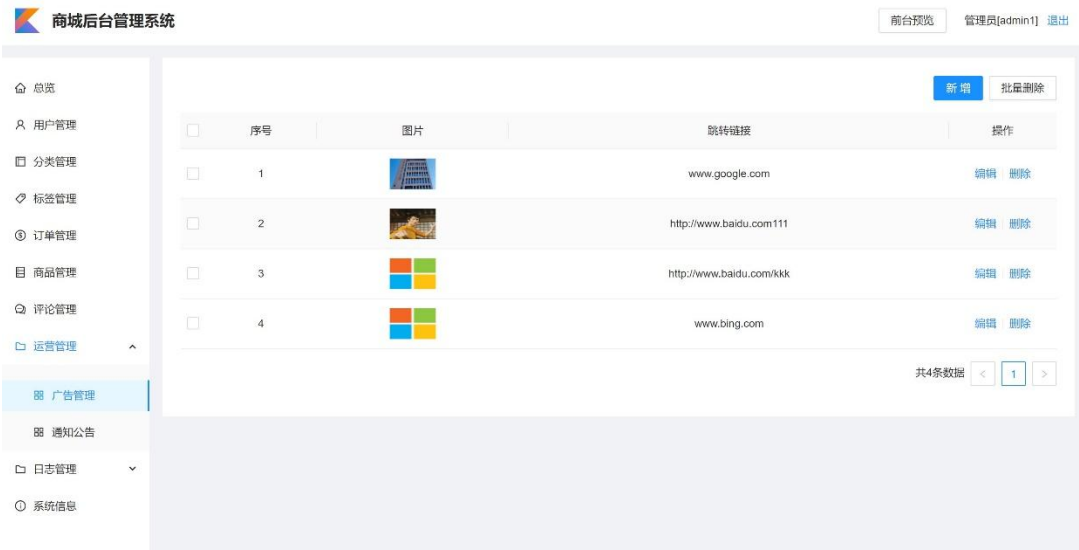 商城后台管理系统
前台预览 管理员[admin1] 退出
总览
用户管理
分类管理
标签管理
订单管理
商品管理
评论管理
运营管理
广告管理
通知公告
日志管理
系统信息
新 增 批量删除
序号 图片 跳转链接 操作
1 www.google.com 编辑 删除
2 http://www.baidu.com111 编辑 删除
3 http://www.baidu.com/kkk 编辑 删除
4 www.bing.com 编辑 删除
共4条数据 < 1 >